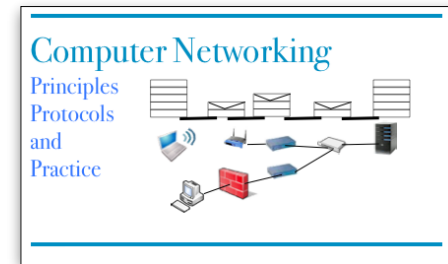 Computer Networking
Principles
Protocols
and
Practice